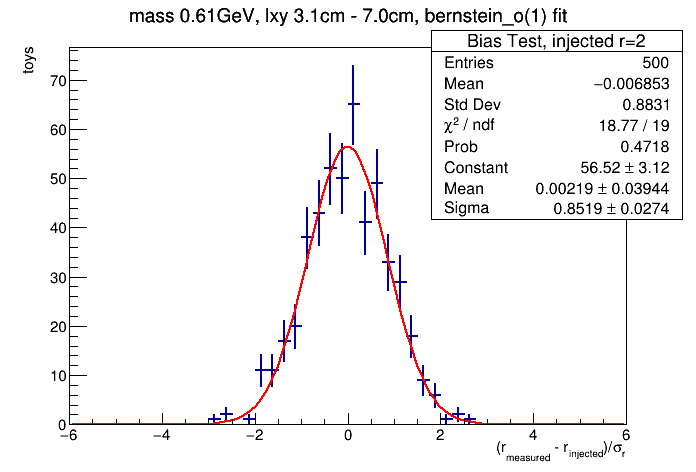 mass 0.61GeV, lxy 3.1cm - 7.0cm, bernstein_o(1) fit
toys
Bias Test, injected r=2
Entries 500
Mean −0.006853
Std Dev 0.8831
χ² / ndf 18.77 / 19
Prob 0.4718
Constant 56.52 ± 3.12
Mean 0.00219 ± 0.03944
Sigma 0.8519 ± 0.0274
70
60
50
40
30
20
10
0
−6 −4 −2 0 2 4 6
(r_measured - r_injected)/σ_r